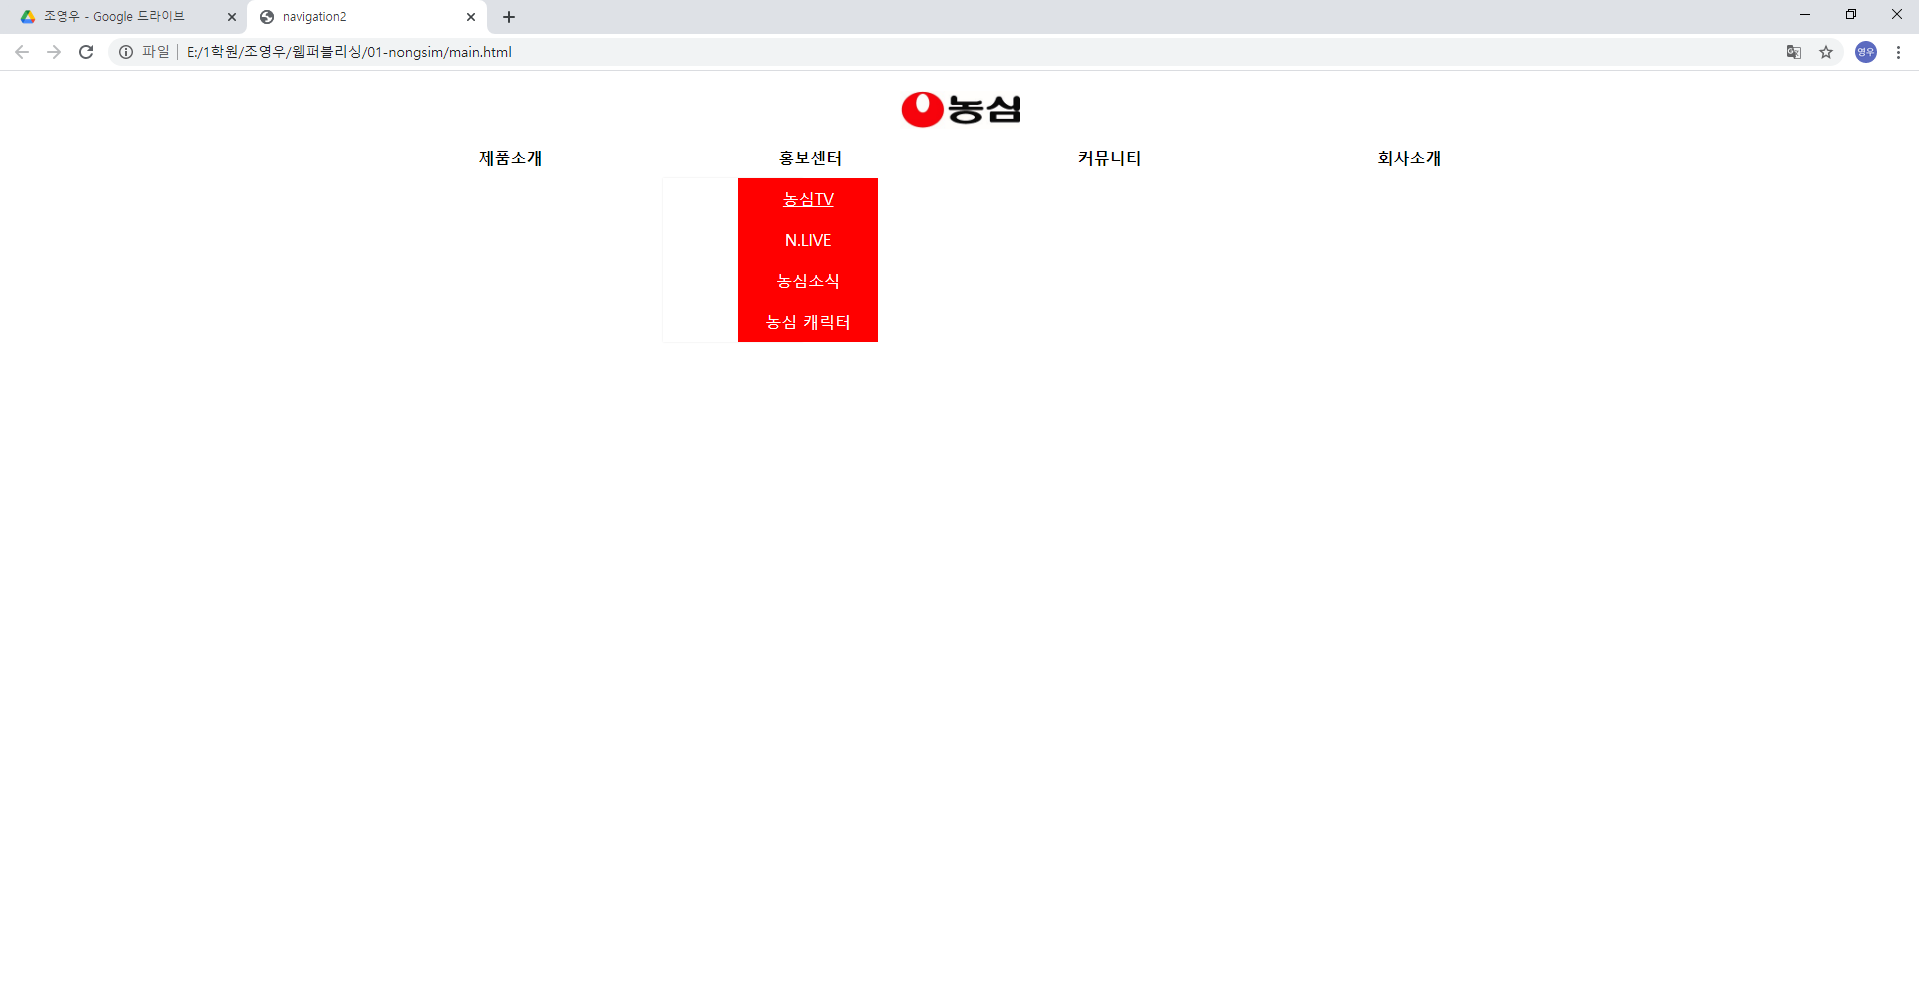 조영우 - Google 드라이브
navigation2
파일 E:/1학원/조영우/웹퍼블리싱/01-nongsim/main.html
영우
농심
제품소개 홍보센터 커뮤니티 회사소개
농심TV
N.LIVE
농심소식
농심 캐릭터